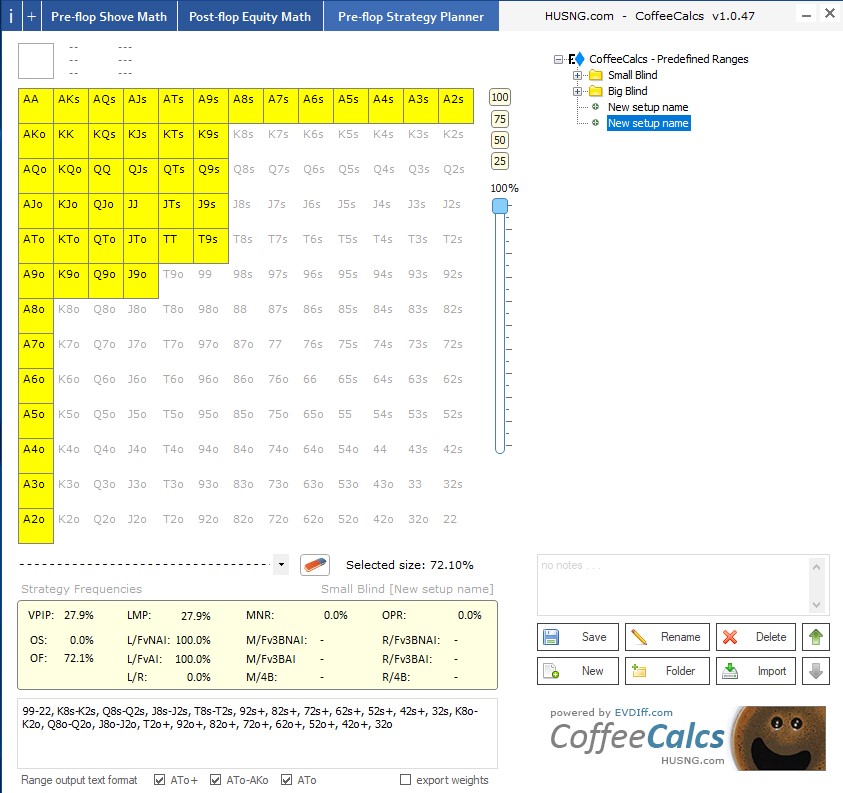 i + Pre-flop Shove Math Post-flop Equity Math Pre-flop Strategy Planner HUSNG.com - CoffeeCalcs v1.0.47
-- ---
-- ---
-- ---
AA AKs AQs AJs ATs A9s A8s A7s A6s A5s A4s A3s A2s
AKo KK KQs KJs KTs K9s K8s K7s K6s K5s K4s K3s K2s
AQo KQo QQ QJs QTs Q9s Q8s Q7s Q6s Q5s Q4s Q3s Q2s
AJo KJo QJo JJ JTs J9s J8s J7s J6s J5s J4s J3s J2s
ATo KTo QTo JTo TT T9s T8s T7s T6s T5s T4s T3s T2s
A9o K9o Q9o J9o T9o 99 98s 97s 96s 95s 94s 93s 92s
A8o K8o Q8o J8o T8o 98o 88 87s 86s 85s 84s 83s 82s
A7o K7o Q7o J7o T7o 97o 87o 77 76s 75s 74s 73s 72s
A6o K6o Q6o J6o T6o 96o 86o 76o 66 65s 64s 63s 62s
A5o K5o Q5o J5o T5o 95o 85o 75o 65o 55 54s 53s 52s
A4o K4o Q4o J4o T4o 94o 84o 74o 64o 54o 44 43s 42s
A3o K3o Q3o J3o T3o 93o 83o 73o 63o 53o 43o 33 32s
A2o K2o Q2o J2o T2o 92o 82o 72o 62o 52o 42o 32o 22
100
75
50
25
100%
CoffeeCalcs - Predefined Ranges
Small Blind
Big Blind
New setup name
New setup name
Selected size: 72.10%
Strategy Frequencies Small Blind [New setup name]
VPIP: 27.9% LMP: 27.9% MNR: 0.0% OPR: 0.0%
OS: 0.0% L/FvNAI: 100.0% M/Fv3BNAI: - R/Fv3BNAI: -
OF: 72.1% L/FvAI: 100.0% M/Fv3BAI - R/Fv3BAI: -
L/R: 0.0% M/4B: - R/4B: -
99-22, K8s-K2s, Q8s-Q2s, J8s-J2s, T8s-T2s, 92s+, 82s+, 72s+, 62s+, 52s+, 42s+, 32s, K8o-
K2o, Q8o-Q2o, J8o-J2o, T2o+, 92o+, 82o+, 72o+, 62o+, 52o+, 42o+, 32o
Range output text format ATo+ ATo-AKo ATo export weights
no notes . . .
Save Rename Delete
New Folder Import
powered by EVDIff.com
CoffeeCalcs
HUSNG.com